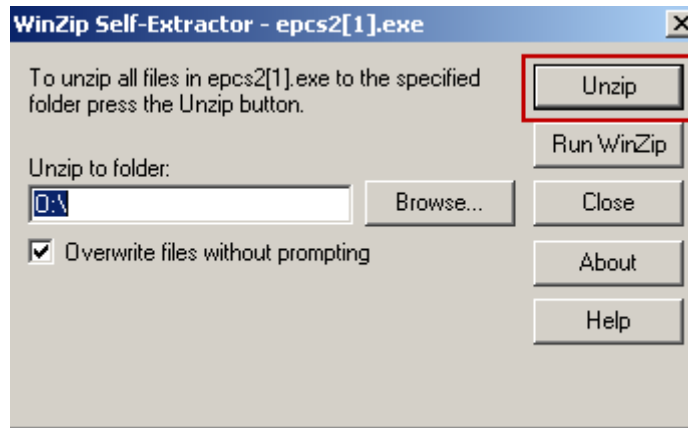 WinZip Self-Extractor - epcs2[1].exe
To unzip all files in epcs2[1].exe to the specified
folder press the Unzip button.
Unzip
Run WinZip
Unzip to folder:
O:\
Browse...
Close
Overwrite files without prompting
About
Help